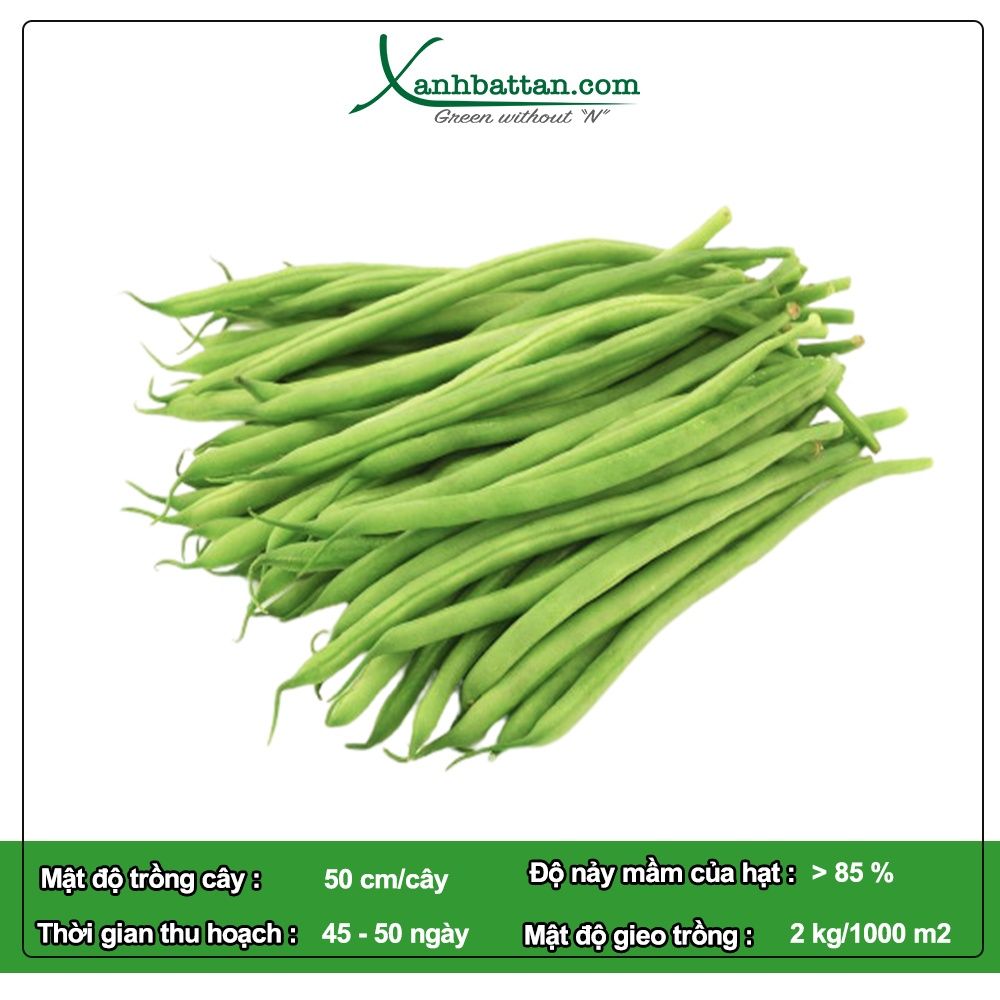 Xanhbattan.com
Green without "N"
Mật độ trồng cây : 50 cm/cây
Thời gian thu hoạch : 45 - 50 ngày
Độ nảy mầm của hạt : > 85 %
Mật độ gieo trồng : 2 kg/1000 m2